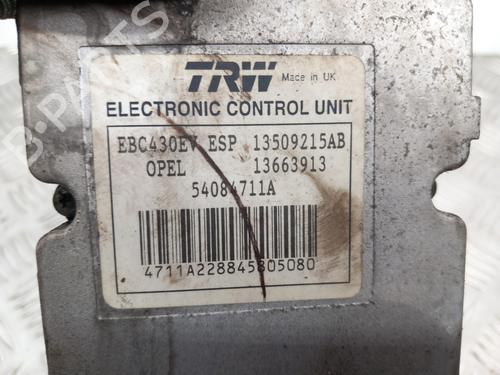 TRW Made in UK
ELECTRONIC CONTROL UNIT
EBC430EV ESP 13509215AB
OPEL 13663913
54084711A
4711A228845805080